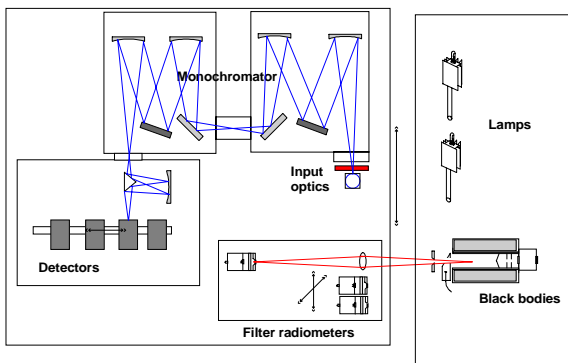 Monochromator
Lamps
Input
optics
Detectors
Black bodies
Filter radiometers